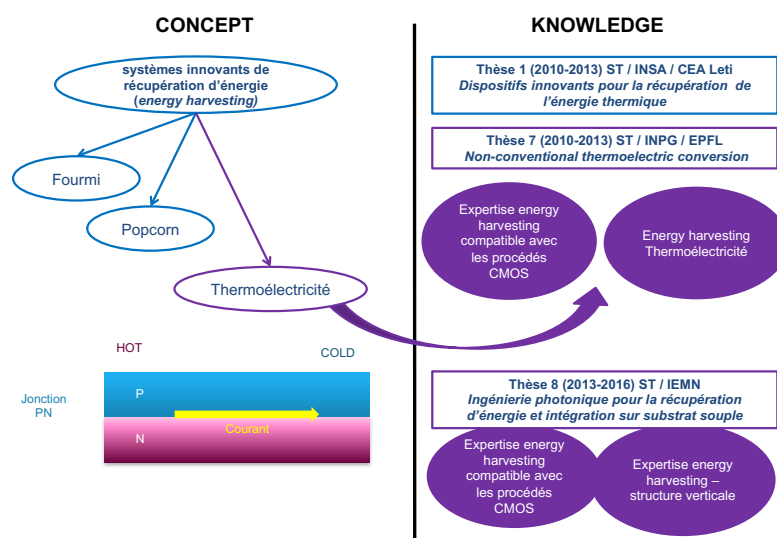 CONCEPT
systèmes innovants de
récupération d'énergie
(energy harvesting)
Fourmi
Popcorn
Thermoélectricité
HOT
COLD
Jonction
PN
P
N
Courant
KNOWLEDGE
Thèse 1 (2010-2013) ST / INSA / CEA Leti
Dispositifs innovants pour la récupération de
l'énergie thermique
Thèse 7 (2010-2013) ST / INPG / EPFL
Non-conventional thermoelectric conversion
Expertise energy
harvesting
compatible avec
les procédés
CMOS
Energy harvesting
Thermoélectricité
Thèse 8 (2013-2016) ST / IEMN
Ingénierie photonique pour la récupération
d'énergie et intégration sur substrat souple
Expertise energy
harvesting
compatible avec
les procédés
CMOS
Expertise energy
harvesting –
structure verticale